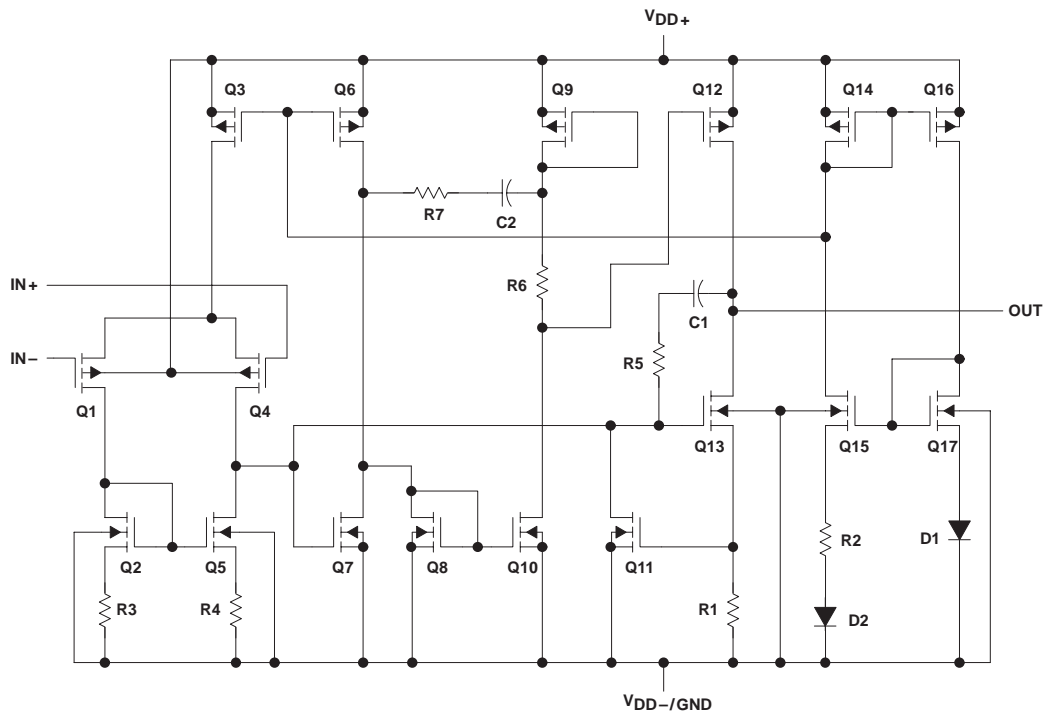 VDD+
Q3
Q6
Q9
Q12
Q14
Q16
R7
C2
IN+
R6
OUT
C1
IN−
R5
Q1
Q4
Q13
Q15
Q17
R2
D1
Q2
Q5
Q7
Q8
Q10
Q11
R3
R4
R1
D2
VDD−/GND